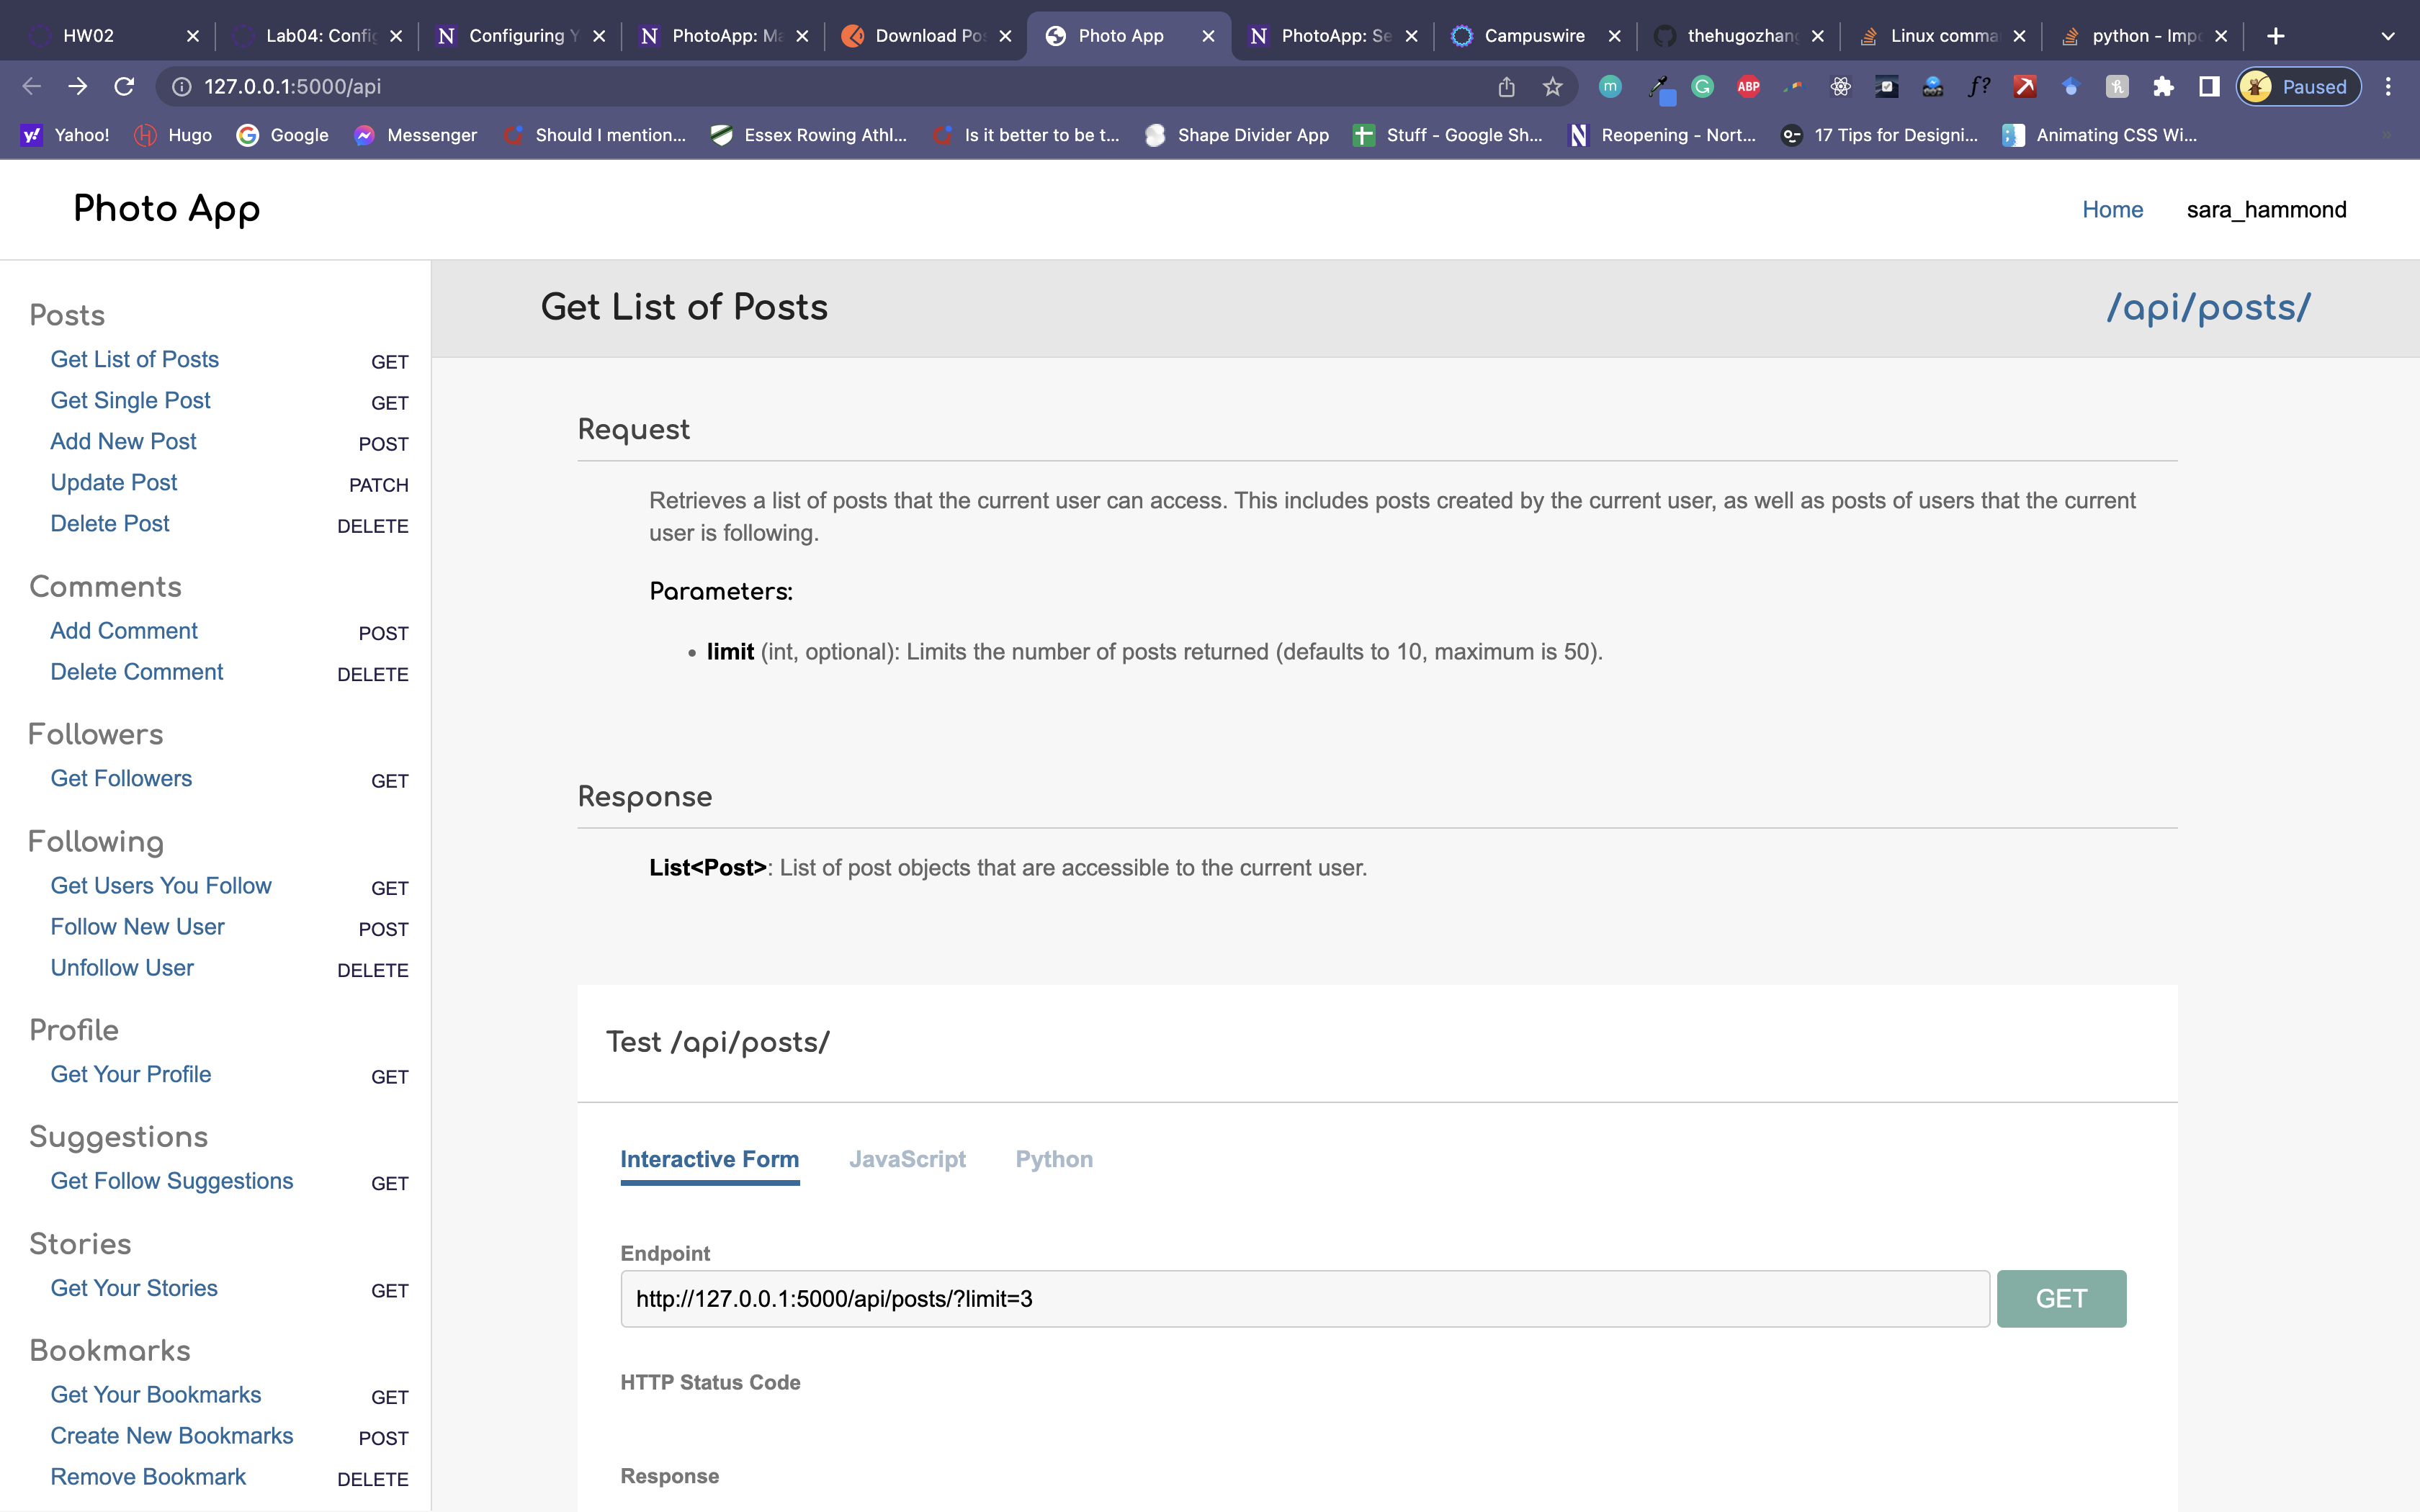 HW02
Lab04: Config
Configuring Y
PhotoApp: Ma
Download Pos
Photo App
PhotoApp: Se
Campuswire
thehugozhang
Linux comma
python - Impo
127.0.0.1:5000/api
Paused
Yahoo!
Hugo
Google
Messenger
Should I mention...
Essex Rowing Athl...
Is it better to be t...
Shape Divider App
Stuff - Google Sh...
Reopening - Nort...
17 Tips for Designi...
Animating CSS Wi...
Photo App
Home
sara_hammond
Posts
Get List of Posts GET
Get Single Post GET
Add New Post POST
Update Post PATCH
Delete Post DELETE
Comments
Add Comment POST
Delete Comment DELETE
Followers
Get Followers GET
Following
Get Users You Follow GET
Follow New User POST
Unfollow User DELETE
Profile
Get Your Profile GET
Suggestions
Get Follow Suggestions GET
Stories
Get Your Stories GET
Bookmarks
Get Your Bookmarks GET
Create New Bookmarks POST
Remove Bookmark DELETE
Get List of Posts
/api/posts/
Request
Retrieves a list of posts that the current user can access. This includes posts created by the current user, as well as posts of users that the current
user is following.
Parameters:
• limit (int, optional): Limits the number of posts returned (defaults to 10, maximum is 50).
Response
List<Post>: List of post objects that are accessible to the current user.
Test /api/posts/
Interactive Form
JavaScript
Python
Endpoint
http://127.0.0.1:5000/api/posts/?limit=3
GET
HTTP Status Code
Response